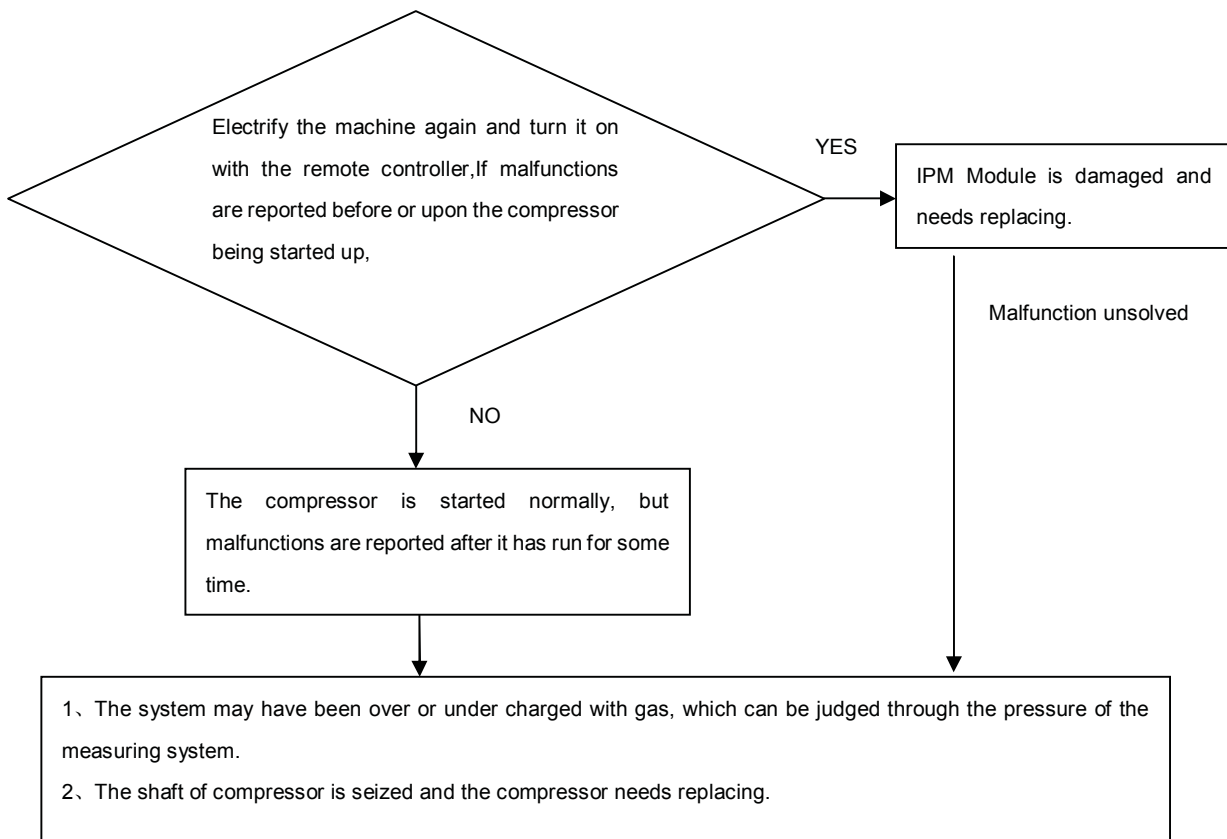 Electrify the machine again and turn it on
with the remote controller,If malfunctions
are reported before or upon the compressor
being started up,
YES
IPM Module is damaged and
needs replacing.
Malfunction unsolved
NO
The compressor is started normally, but
malfunctions are reported after it has run for some
time.
1、The system may have been over or under charged with gas, which can be judged through the pressure of the
measuring system.
2、The shaft of compressor is seized and the compressor needs replacing.